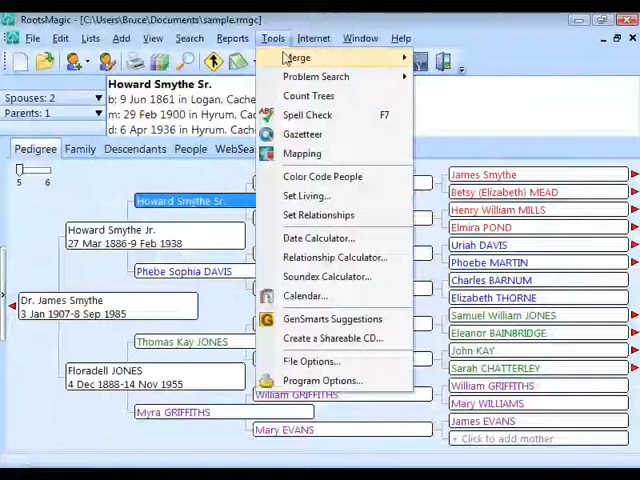 RootsMagic - [C:\Users\Bruce\Documents\sample.rmgc]
File Edit Lists Add View Search Reports Tools Internet Window Help
Spouses: 2
Parents: 1
Howard Smythe Sr.
b: 9 Jun 1861 in Logan, Cache
m: 29 Feb 1900 in Hyrum, C
d: 6 Apr 1936 in Hyrum, Cac
Pedigree Family Descendants People WebSea
5 6
Merge
Problem Search
Count Trees
Spell Check F7
Gazetteer
Mapping
Color Code People
Set Living...
Set Relationships
Date Calculator...
Relationship Calculator...
Soundex Calculator...
Calendar...
GenSmarts Suggestions
Create a Shareable CD...
File Options...
Program Options...
Dr. James Smythe
3 Jan 1907-8 Sep 1985
Howard Smythe Jr.
27 Mar 1886-9 Feb 1938
Floradell JONES
4 Dec 1888-14 Nov 1955
Howard Smythe Sr.
Phebe Sophia DAVIS
Thomas Kay JONES
Myra GRIFFITHS
William GRIFFITHS
Mary EVANS
James Smythe
Betsy (Elizabeth) MEAD
Henry William MILLS
Elmira POND
Uriah DAVIS
Phoebe MARTIN
Charles BARNUM
Elizabeth THORNE
Samuel William JONES
Eleanor BAINBRIDGE
John KAY
Sarah CHATTERLEY
William GRIFFITHS
Mary WILLIAMS
James EVANS
+ Click to add mother